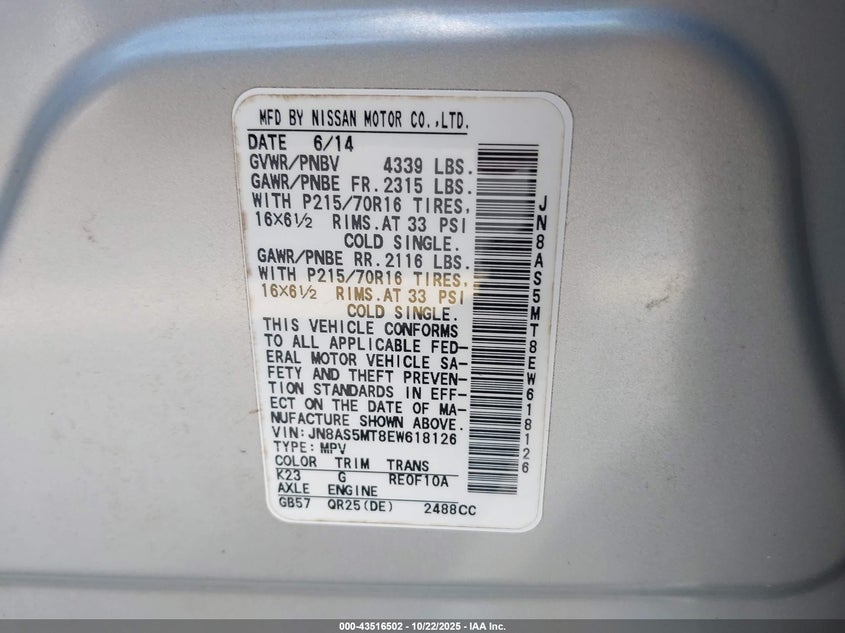 MFD BY NISSAN MOTOR CO.,LTD.
DATE 6/14
GVWR/PNBV 4339 LBS.
GAWR/PNBE FR.2315 LBS.
WITH P215/70R16 TIRES,
16×6½ RIMS.AT 33 PSI
COLD SINGLE.
GAWR/PNBE RR.2116 LBS.
WITH P215/70R16 TIRES,
16×6½ RIMS.AT 33 PSI
COLD SINGLE.
THIS VEHICLE CONFORMS
TO ALL APPLICABLE FED-
ERAL MOTOR VEHICLE SA-
FETY AND THEFT PREVEN-
TION STANDARDS IN EFF-
ECT ON THE DATE OF MA-
NUFACTURE SHOWN ABOVE.
VIN:JN8AS5MT8EW618126
TYPE:MPV
COLOR TRIM TRANS
K23 G RE0F10A
AXLE ENGINE
GB57 QR25(DE) 2488CC
JN8AS5MT8EW618126
000-43516502 - 10/22/2025 - IAA Inc.